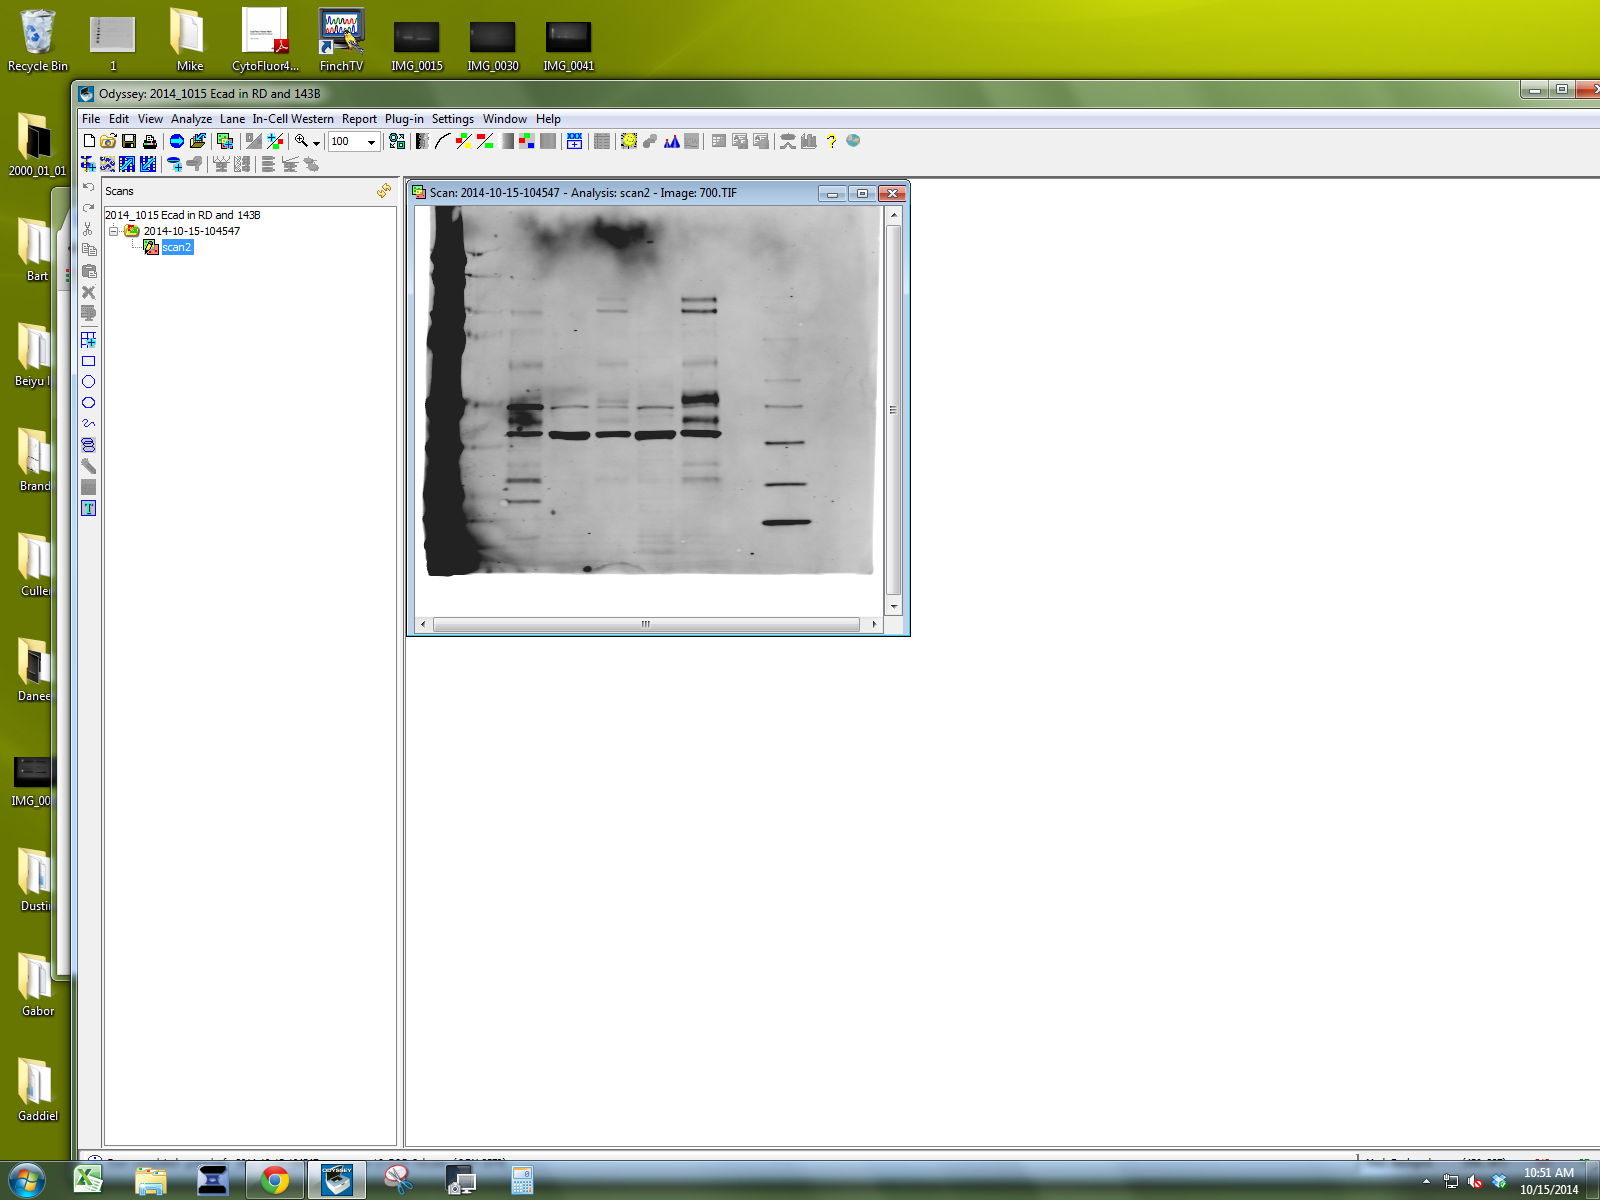 Recycle Bin
1
Mike
CytoFluor4...
FinchTV
IMG_0015
IMG_0030
IMG_0041
2000_01_01
Bart
Beiyu
Brand
Culle
Danee
IMG_00
Dusti
Gabor
Gaddiel
Odyssey: 2014_1015 Ecad in RD and 143B
File Edit View Analyze Lane In-Cell Western Report Plug-in Settings Window Help
100
Scans
2014_1015 Ecad in RD and 143B
2014-10-15-104547
scan2
Scan: 2014-10-15-104547 - Analysis: scan2 - Image: 700.TIF
ODYSSEY
10:51 AM
10/15/2014